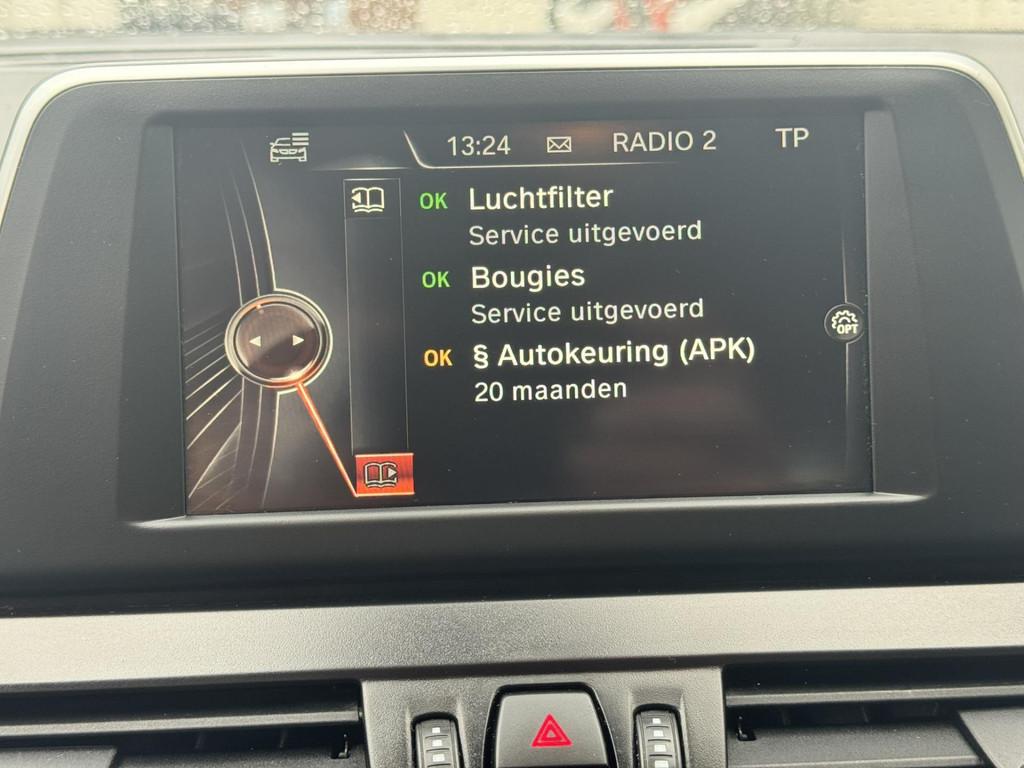 13:24 RADIO 2 TP
OK Luchtfilter
Service uitgevoerd
OK Bougies
Service uitgevoerd
OPT
OK § Autokeuring (APK)
20 maanden